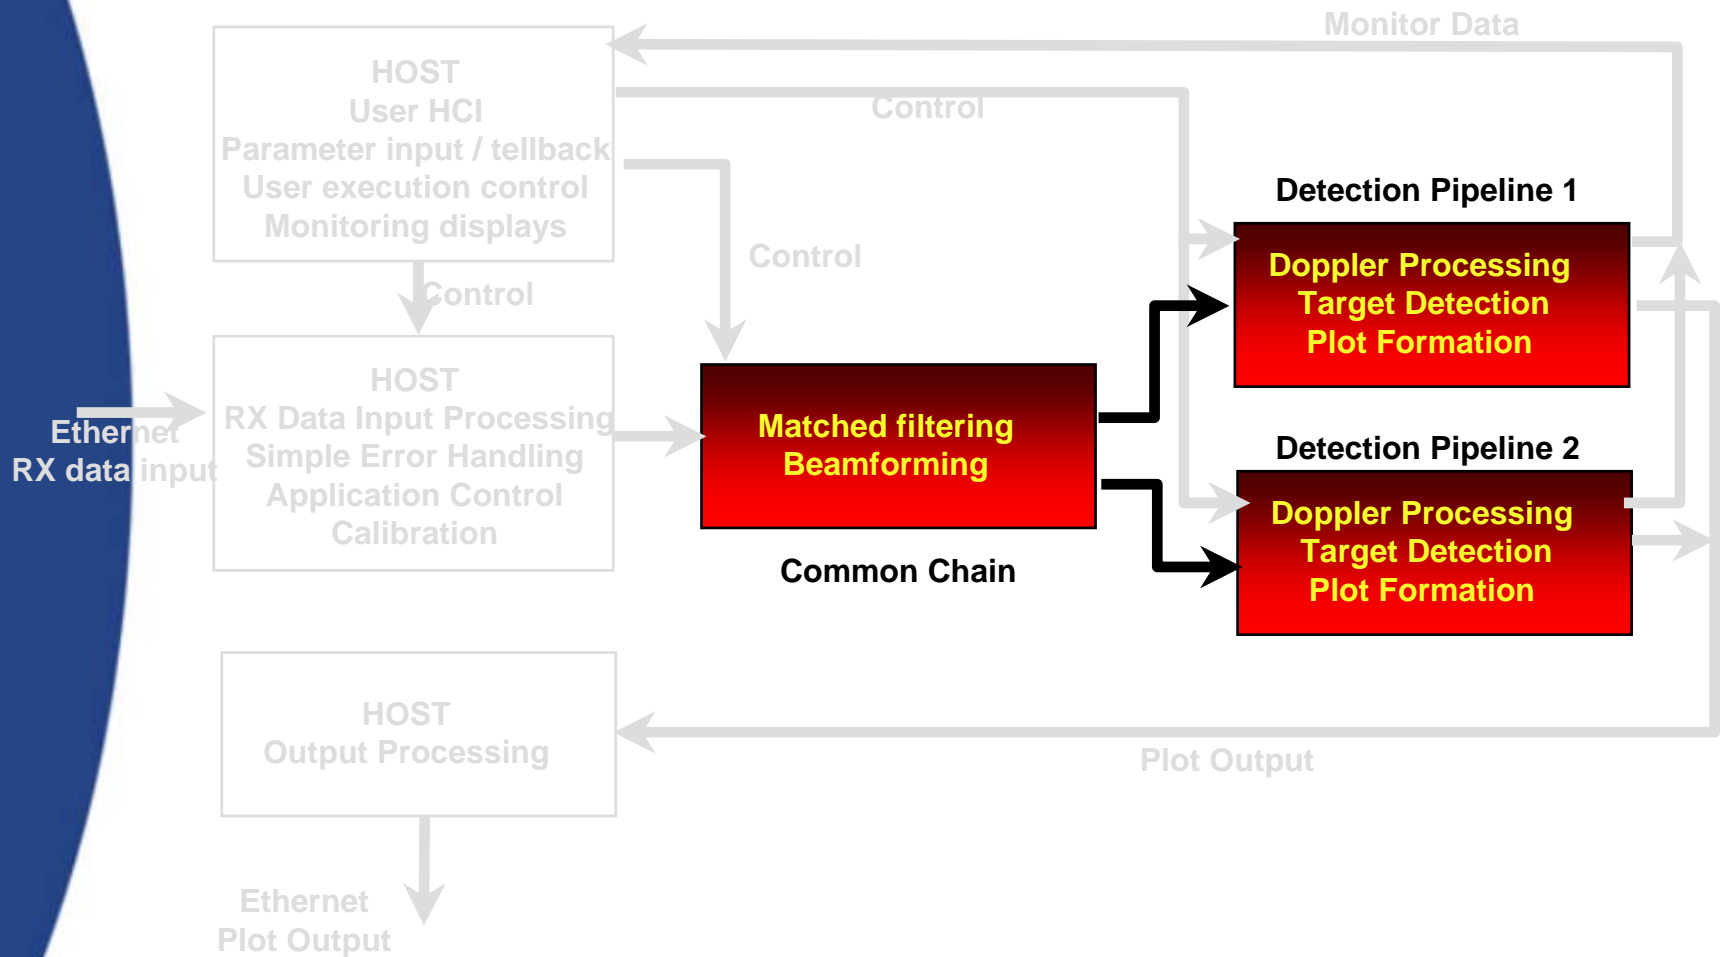 Monitor Data
HOST
User HCI
Parameter input / tellback
User execution control
Monitoring displays
Control
Control
Control
Detection Pipeline 1
Doppler Processing
Target Detection
Plot Formation
Ethernet
RX data input
HOST
RX Data Input Processing
Simple Error Handling
Application Control
Calibration
Matched filtering
Beamforming
Common Chain
Detection Pipeline 2
Doppler Processing
Target Detection
Plot Formation
HOST
Output Processing
Plot Output
Ethernet
Plot Output